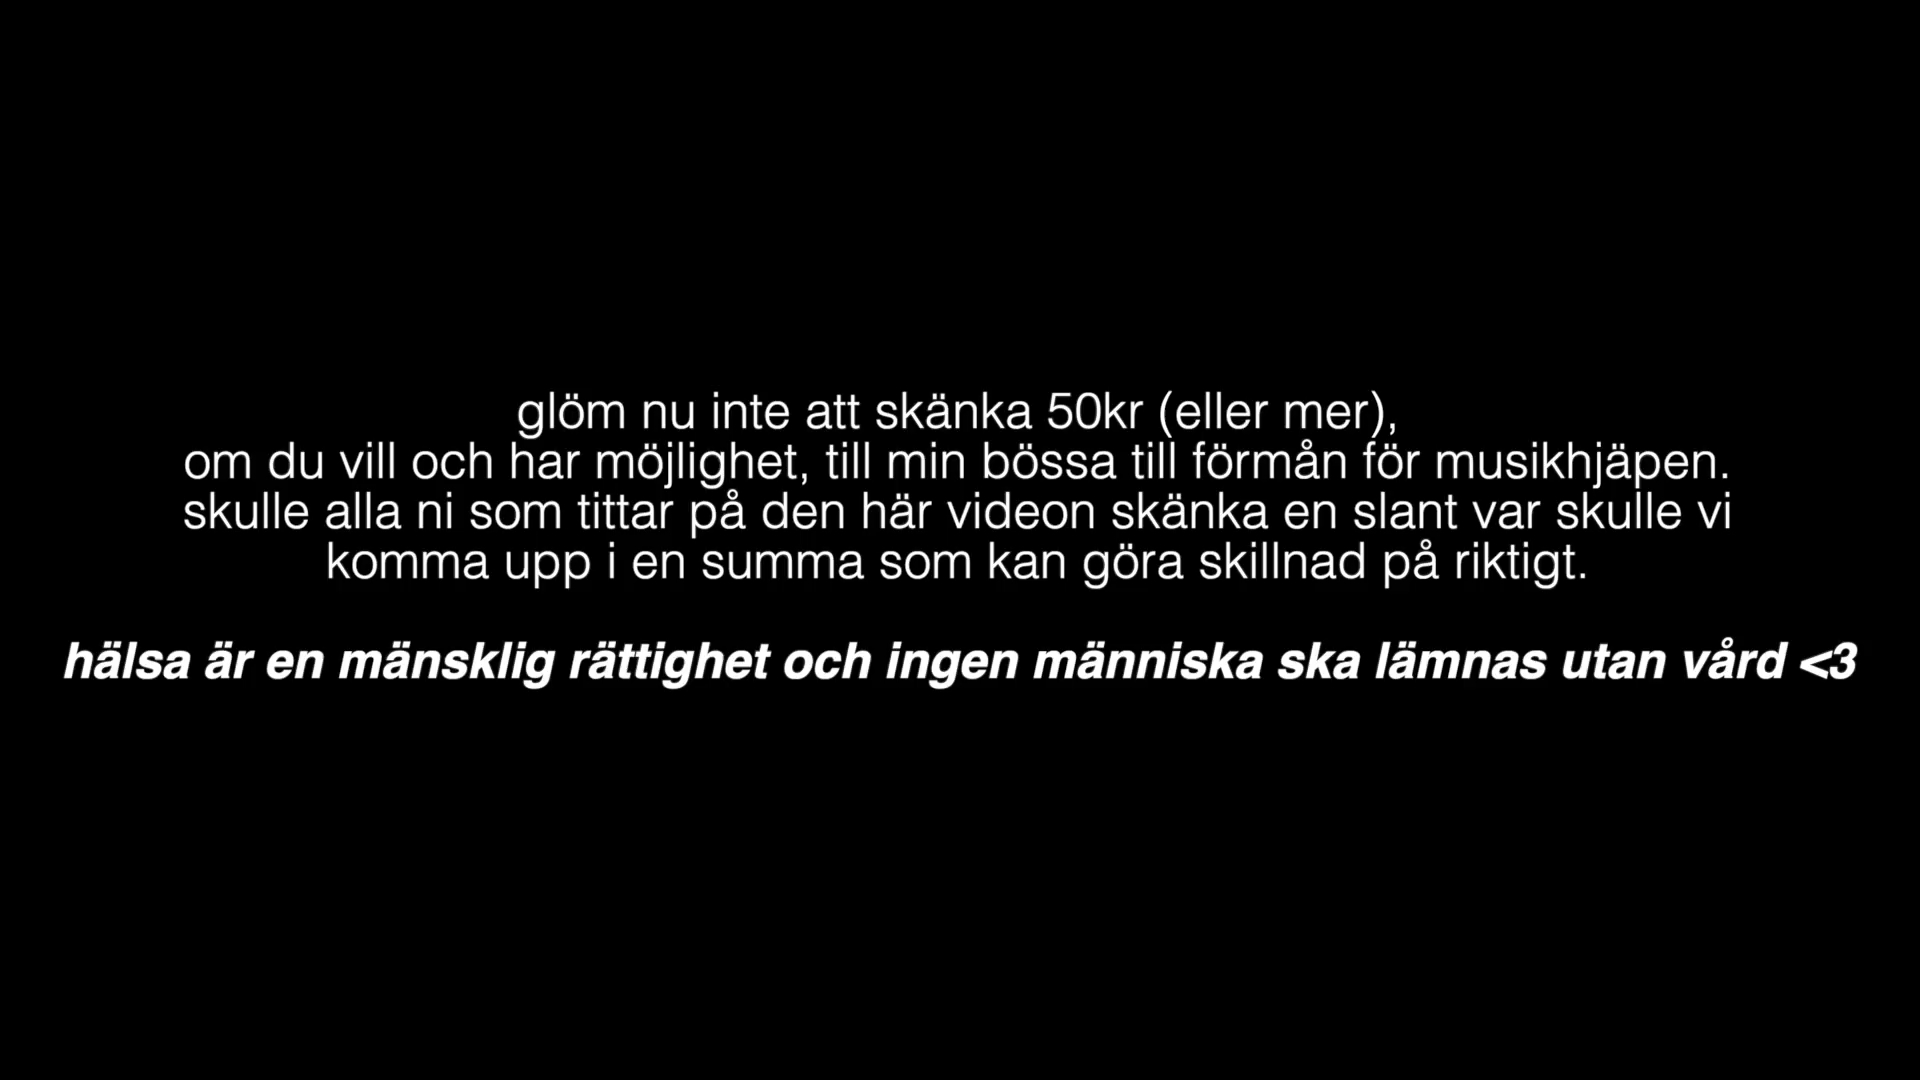 glöm nu inte att skänka 50kr (eller mer),
om du vill och har möjlighet, till min bössa till förmån för musikhjäpen.
skulle alla ni som tittar på den här videon skänka en slant var skulle vi
komma upp i en summa som kan göra skillnad på riktigt.
hälsa är en mänsklig rättighet och ingen människa ska lämnas utan vård <3